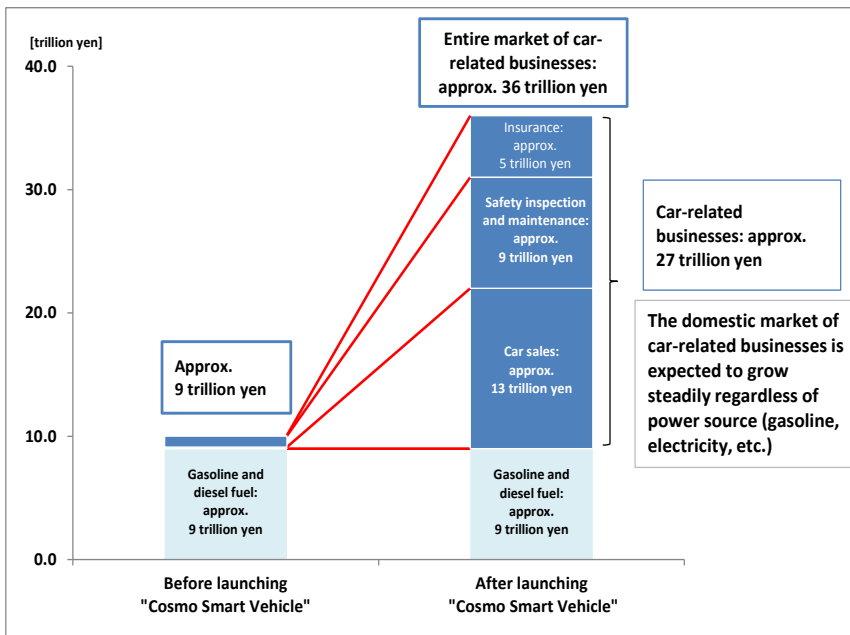 [trillion yen]
40.0
30.0
20.0
10.0
0.0
Entire market of car-
related businesses:
approx. 36 trillion yen
Insurance:
approx.
5 trillion yen
Safety inspection
and maintenance:
approx.
9 trillion yen
Car sales:
approx.
13 trillion yen
Gasoline and
diesel fuel:
approx.
9 trillion yen
Approx.
9 trillion yen
Gasoline and
diesel fuel:
approx.
9 trillion yen
Car-related
businesses: approx.
27 trillion yen
The domestic market of
car-related businesses is
expected to grow
steadily regardless of
power source (gasoline,
electricity, etc.)
Before launching
"Cosmo Smart Vehicle"
After launching
"Cosmo Smart Vehicle"